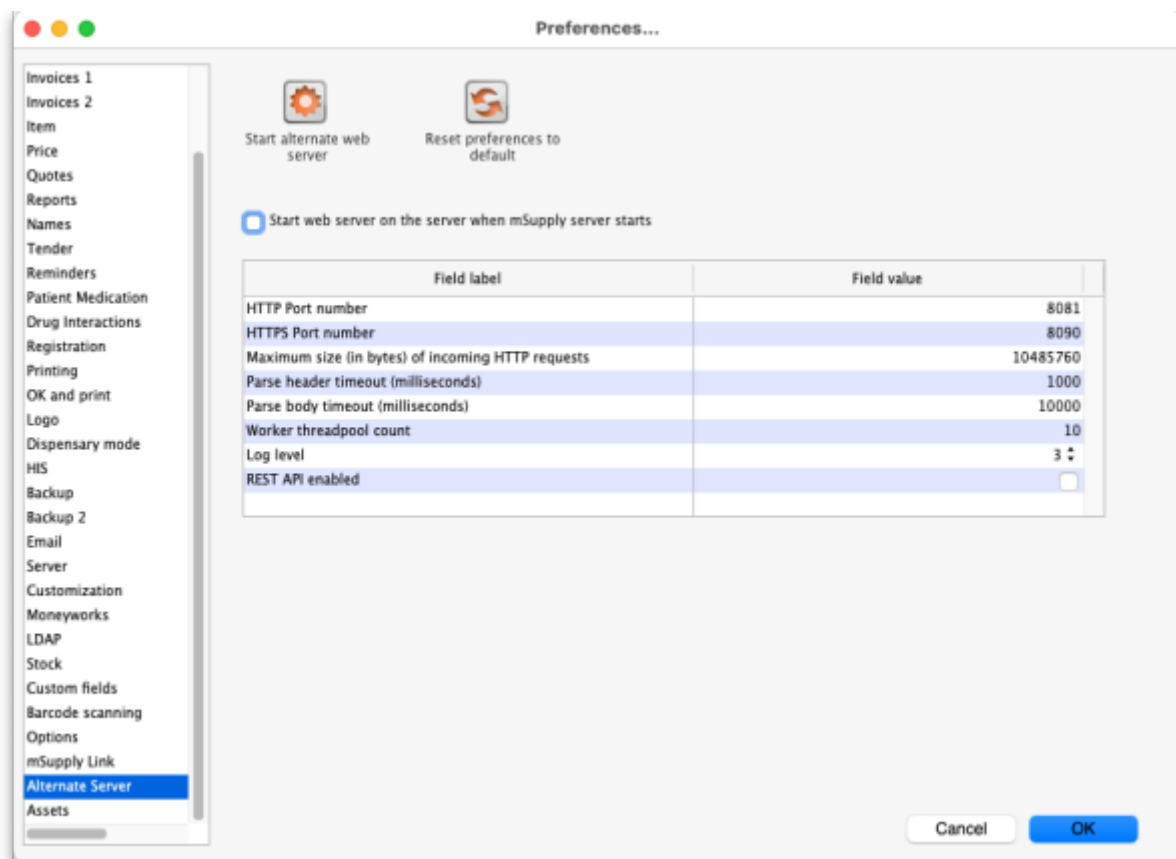 Preferences...
Invoices 1
Invoices 2
Item
Price
Quotes
Reports
Names
Tender
Reminders
Patient Medication
Drug Interactions
Registration
Printing
OK and print
Logo
Dispensary mode
HIS
Backup
Backup 2
Email
Server
Customization
Moneyworks
LDAP
Stock
Custom fields
Barcode scanning
Options
mSupply Link
Alternate Server
Assets
Start alternate web
server
Reset preferences to
default
Start web server on the server when mSupply server starts
Field label Field value
HTTP Port number 8081
HTTPS Port number 8090
Maximum size (in bytes) of incoming HTTP requests 10485760
Parse header timeout (milliseconds) 1000
Parse body timeout (milliseconds) 10000
Worker threadpool count 10
Log level 3
REST API enabled
Cancel OK